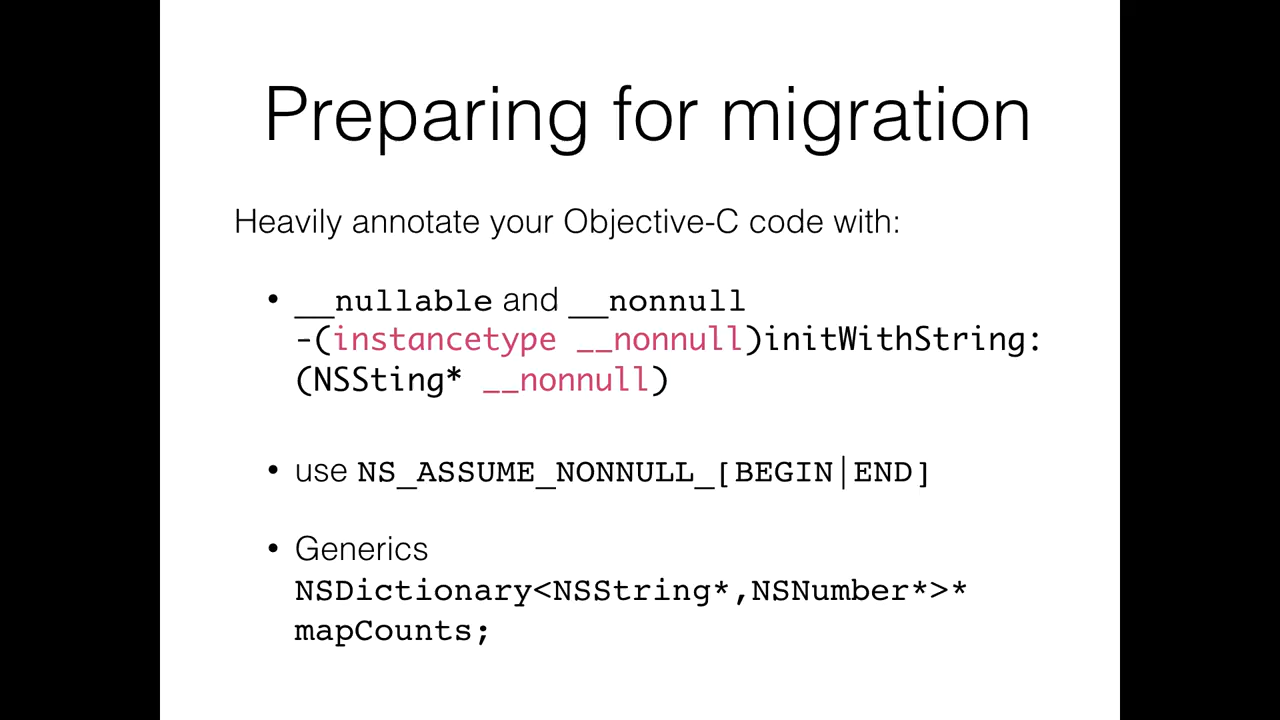 Preparing for migration
Heavily annotate your Objective-C code with:
• __nullable and __nonnull
-(instancetype __nonnull)initWithString:
(NSSting* __nonnull)
• use NS_ASSUME_NONNULL_[BEGIN|END]
• Generics
NSDictionary<NSString*,NSNumber*>*
mapCounts;